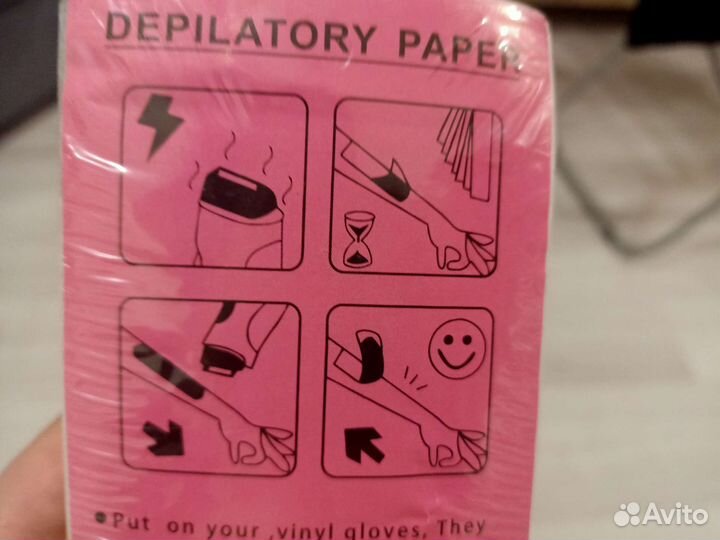 DEPILATORY PAPER
●Put on your ,vinyl gloves, They
Avito